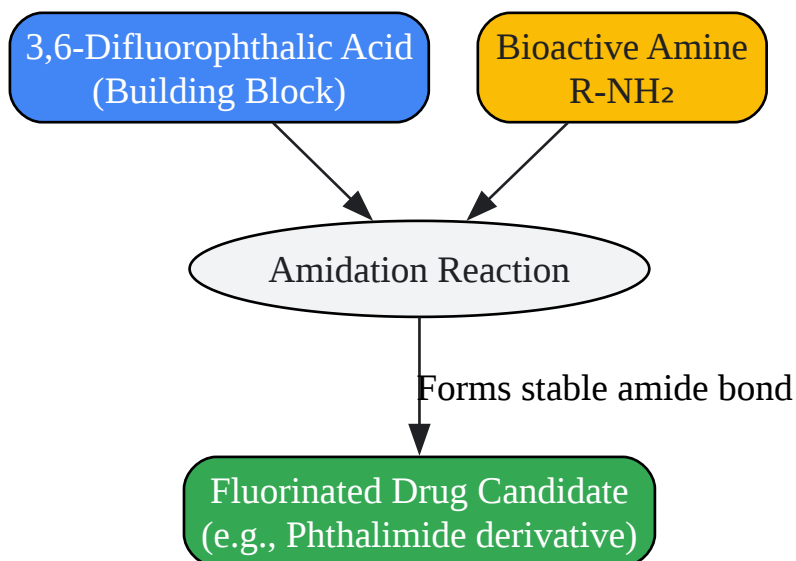 3,6-Difluorophthalic Acid
(Building Block)
Bioactive Amine
R-NH₂
Amidation Reaction
Forms stable amide bond
Fluorinated Drug Candidate
(e.g., Phthalimide derivative)